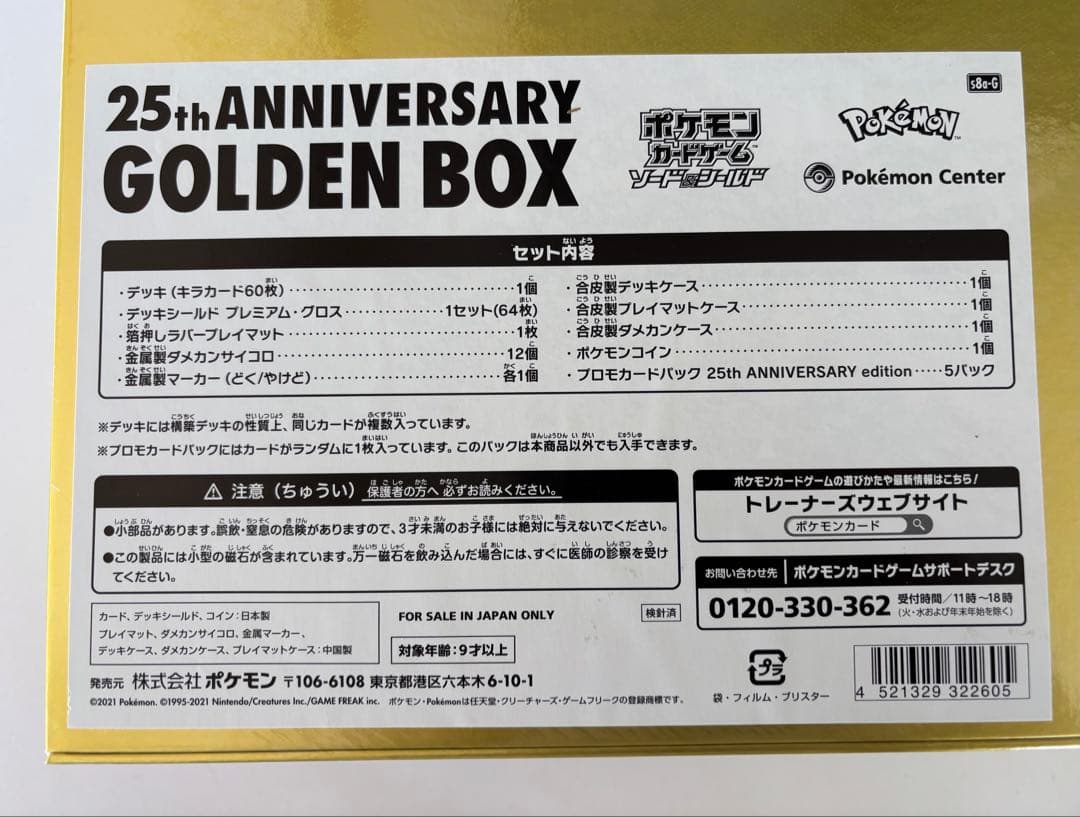 25th ANNIVERSARY
GOLDEN BOX
ポケモン
カードゲーム
ソード&シールド
POKéMON
s8a-G
Pokémon Center
セット内容
・デッキ(キラカード60枚)‥‥‥‥‥‥‥‥‥‥1個
・デッキシールド プレミアム・グロス‥‥‥‥1セット(64枚)
・箔押しラバープレイマット‥‥‥‥‥‥‥‥‥‥1枚
・金属製ダメカンサイコロ‥‥‥‥‥‥‥‥‥‥12個
・金属製マーカー(どく/やけど)‥‥‥‥‥‥‥‥各1個
・合皮製デッキケース‥‥‥‥‥‥‥‥‥‥‥‥1個
・合皮製プレイマットケース‥‥‥‥‥‥‥‥‥‥1個
・合皮製ダメカンケース‥‥‥‥‥‥‥‥‥‥‥1個
・ポケモンコイン‥‥‥‥‥‥‥‥‥‥‥‥‥1個
・プロモカードパック 25th ANNIVERSARY edition‥‥‥5パック
※デッキには構築デッキの性質上、同じカードが複数入っています。
※プロモカードパックにはカードがランダムに1枚入っています。このパックは本商品以外でも入手できます。
⚠ 注意(ちゅうい) 保護者の方へ 必ずお読みください。
●小部品があります。誤飲・窒息の危険がありますので、3才未満のお子様には絶対に与えないでください。
●この製品には小型の磁石が含まれています。万一磁石を飲み込んだ場合には、すぐに医師の診察を受け
てください。
ポケモンカードゲームの遊びかたや最新情報はこちら!
トレーナーズウェブサイト
ポケモンカード
お問い合わせ先 ポケモンカードゲームサポートデスク
0120-330-362 受付時間/11時〜18時
(火・水および年末年始を除く)
カード、デッキシールド、コイン:日本製
プレイマット、ダメカンサイコロ、金属マーカー、
デッキケース、ダメカンケース、プレイマットケース:中国製
FOR SALE IN JAPAN ONLY
検針済
対象年齢:9才以上
発売元 株式会社ポケモン 〒106-6108 東京都港区六本木6-10-1
©2021 Pokémon. ©1995-2021 Nintendo/Creatures Inc./GAME FREAK inc. ポケモン・Pokémonは任天堂・クリーチャーズ・ゲームフリークの登録商標です。
プラ
袋・フィルム・ブリスター
4 521329 322605